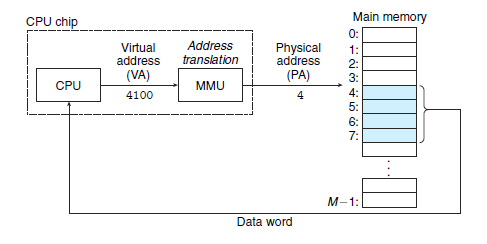 CPU chip
CPU
Virtual
address
(VA)
4100
Address
translation
MMU
Physical
address
(PA)
4
Main memory
0:
1:
2:
3:
4:
5:
6:
7:
M−1:
Data word